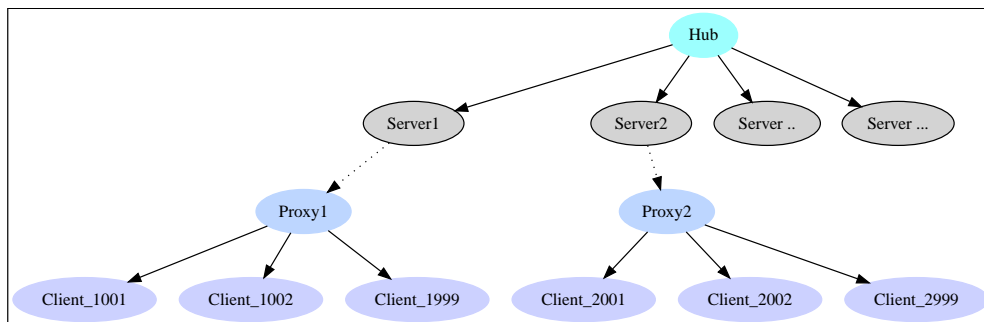 Hub
Server1
Server2
Server ..
Server ...
Proxy1
Proxy2
Client_1001
Client_1002
Client_1999
Client_2001
Client_2002
Client_2999